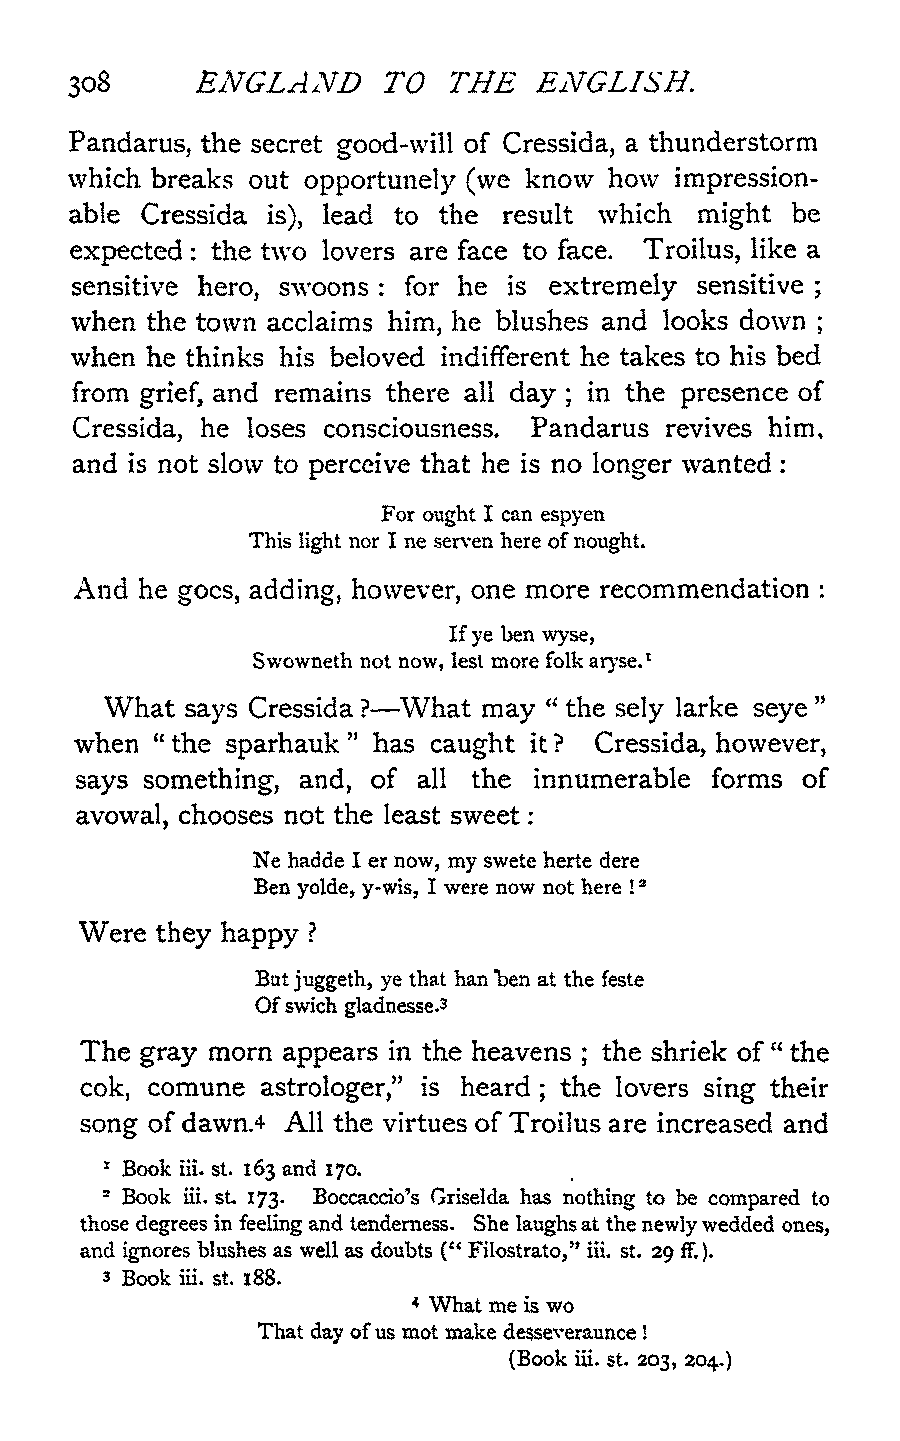 308 ENGLAND TO THE ENGLISH.
Pandarus, the secret good-will of Cressida, a thunderstorm
which breaks out opportunely (we know how impression-
able Cressida is), lead to the result which might be
expected : the two lovers are face to face. Troilus, like a
sensitive hero, swoons : for he is extremely sensitive ;
when the town acclaims him, he blushes and looks down ;
when he thinks his beloved indifferent he takes to his bed
from grief, and remains there all day ; in the presence of
Cressida, he loses consciousness. Pandarus revives him,
and is not slow to perceive that he is no longer wanted :
For ought I can espyen
This light nor I ne serven here of nought.
And he goes, adding, however, one more recommendation :
If ye ben wyse,
Swowneth not now, lest more folk aryse.¹
What says Cressida ?—What may “ the sely larke seye ”
when “ the sparhauk ” has caught it ? Cressida, however,
says something, and, of all the innumerable forms of
avowal, chooses not the least sweet :
Ne hadde I er now, my swete herte dere
Ben yolde, y-wis, I were now not here !²
Were they happy ?
But juggeth, ye that han ben at the feste
Of swich gladnesse.³
The gray morn appears in the heavens ; the shriek of “ the
cok, comune astrologer,” is heard ; the lovers sing their
song of dawn.⁴ All the virtues of Troilus are increased and
¹ Book iii. st. 163 and 170.
² Book iii. st. 173. Boccaccio’s Griselda has nothing to be compared to
those degrees in feeling and tenderness. She laughs at the newly wedded ones,
and ignores blushes as well as doubts (“ Filostrato,” iii. st. 29 ff.).
³ Book iii. st. 188.
⁴ What me is wo
That day of us mot make desseveraunce !
(Book iii. st. 203, 204.)